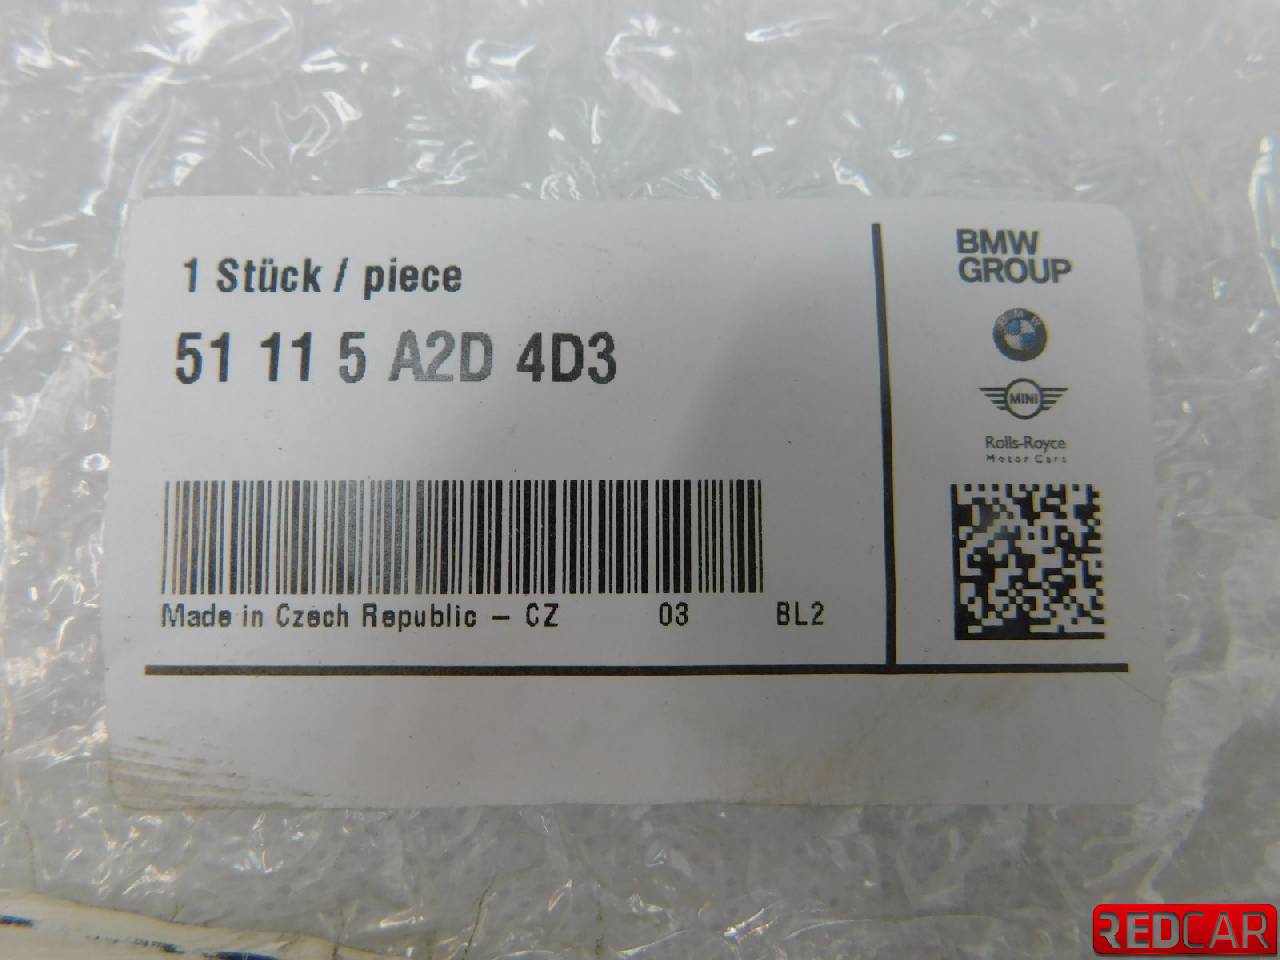 1 Stück / piece
51 11 5 A2D 4D3
Made in Czech Republic – CZ 03 BL2
BMW
GROUP
BMW
MINI
Rolls-Royce
Motor Cars
REDCAR